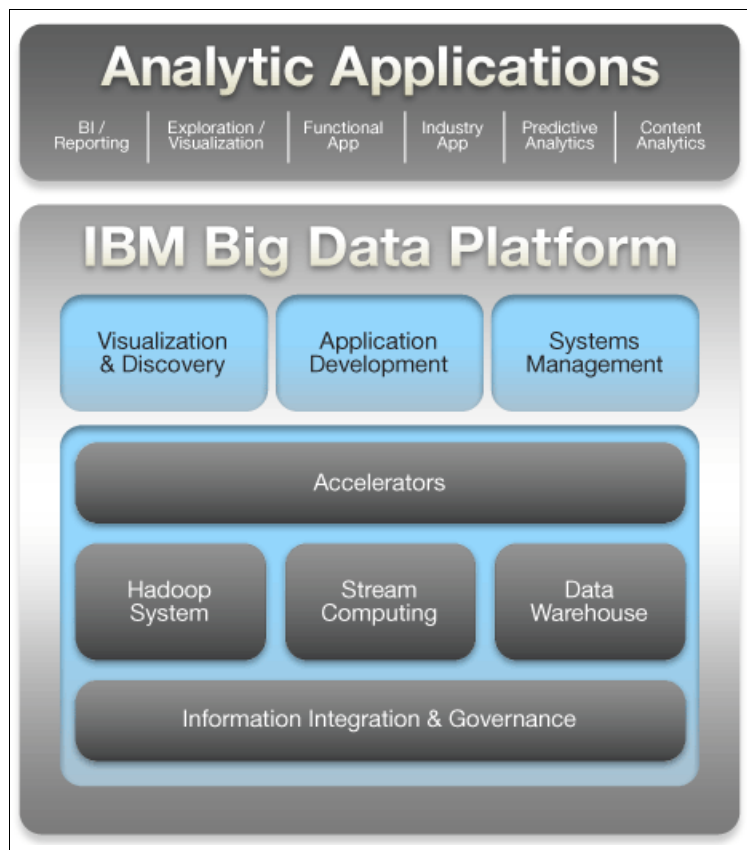 Analytic Applications
BI /
Reporting
Exploration /
Visualization
Functional
App
Industry
App
Predictive
Analytics
Content
Analytics
IBM Big Data Platform
Visualization
& Discovery
Application
Development
Systems
Management
Accelerators
Hadoop
System
Stream
Computing
Data
Warehouse
Information Integration & Governance